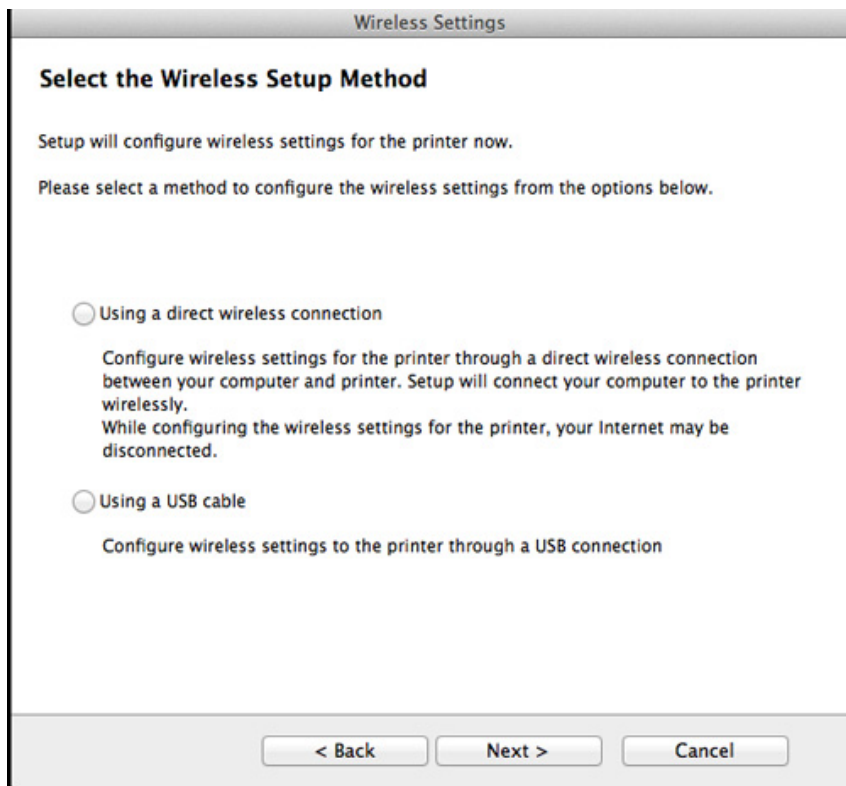 Wireless Settings
Select the Wireless Setup Method
Setup will configure wireless settings for the printer now.
Please select a method to configure the wireless settings from the options below.
Using a direct wireless connection
Configure wireless settings for the printer through a direct wireless connection
between your computer and printer. Setup will connect your computer to the printer
wirelessly.
While configuring the wireless settings for the printer, your Internet may be
disconnected.
Using a USB cable
Configure wireless settings to the printer through a USB connection
< Back Next > Cancel